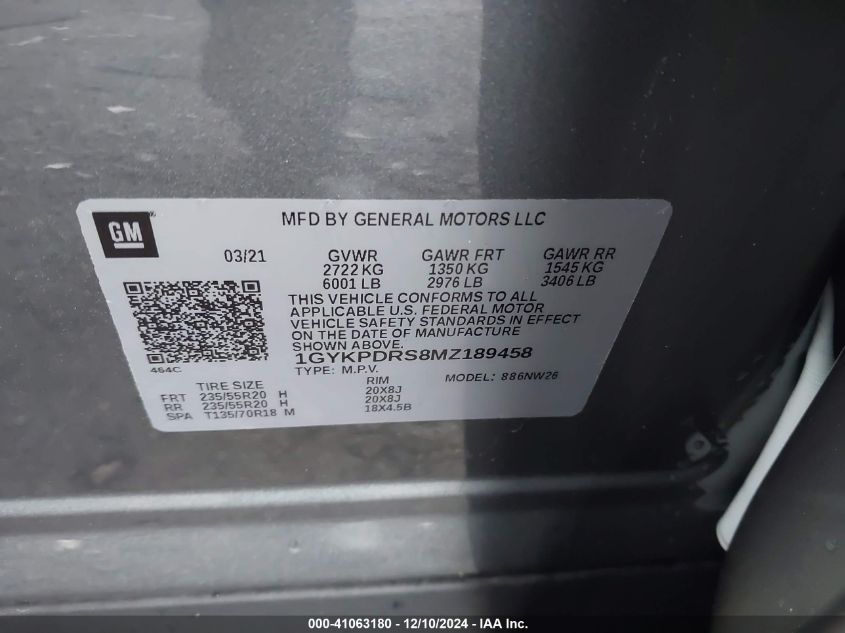 GM
MFD BY GENERAL MOTORS LLC
03/21 GVWR GAWR FRT GAWR RR
2722 KG 1350 KG 1545 KG
6001 LB 2976 LB 3406 LB
THIS VEHICLE CONFORMS TO ALL
APPLICABLE U.S. FEDERAL MOTOR
VEHICLE SAFETY STANDARDS IN EFFECT
ON THE DATE OF MANUFACTURE
SHOWN ABOVE.
1GYKPDRS8MZ189458
464C
TYPE: M.P.V. MODEL: 886NW26
TIRE SIZE RIM
FRT 235/55R20 H 20X8J
RR 235/55R20 H 20X8J
SPA T135/70R18 M 18X4.5B
000-41063180 - 12/10/2024 - IAA Inc.